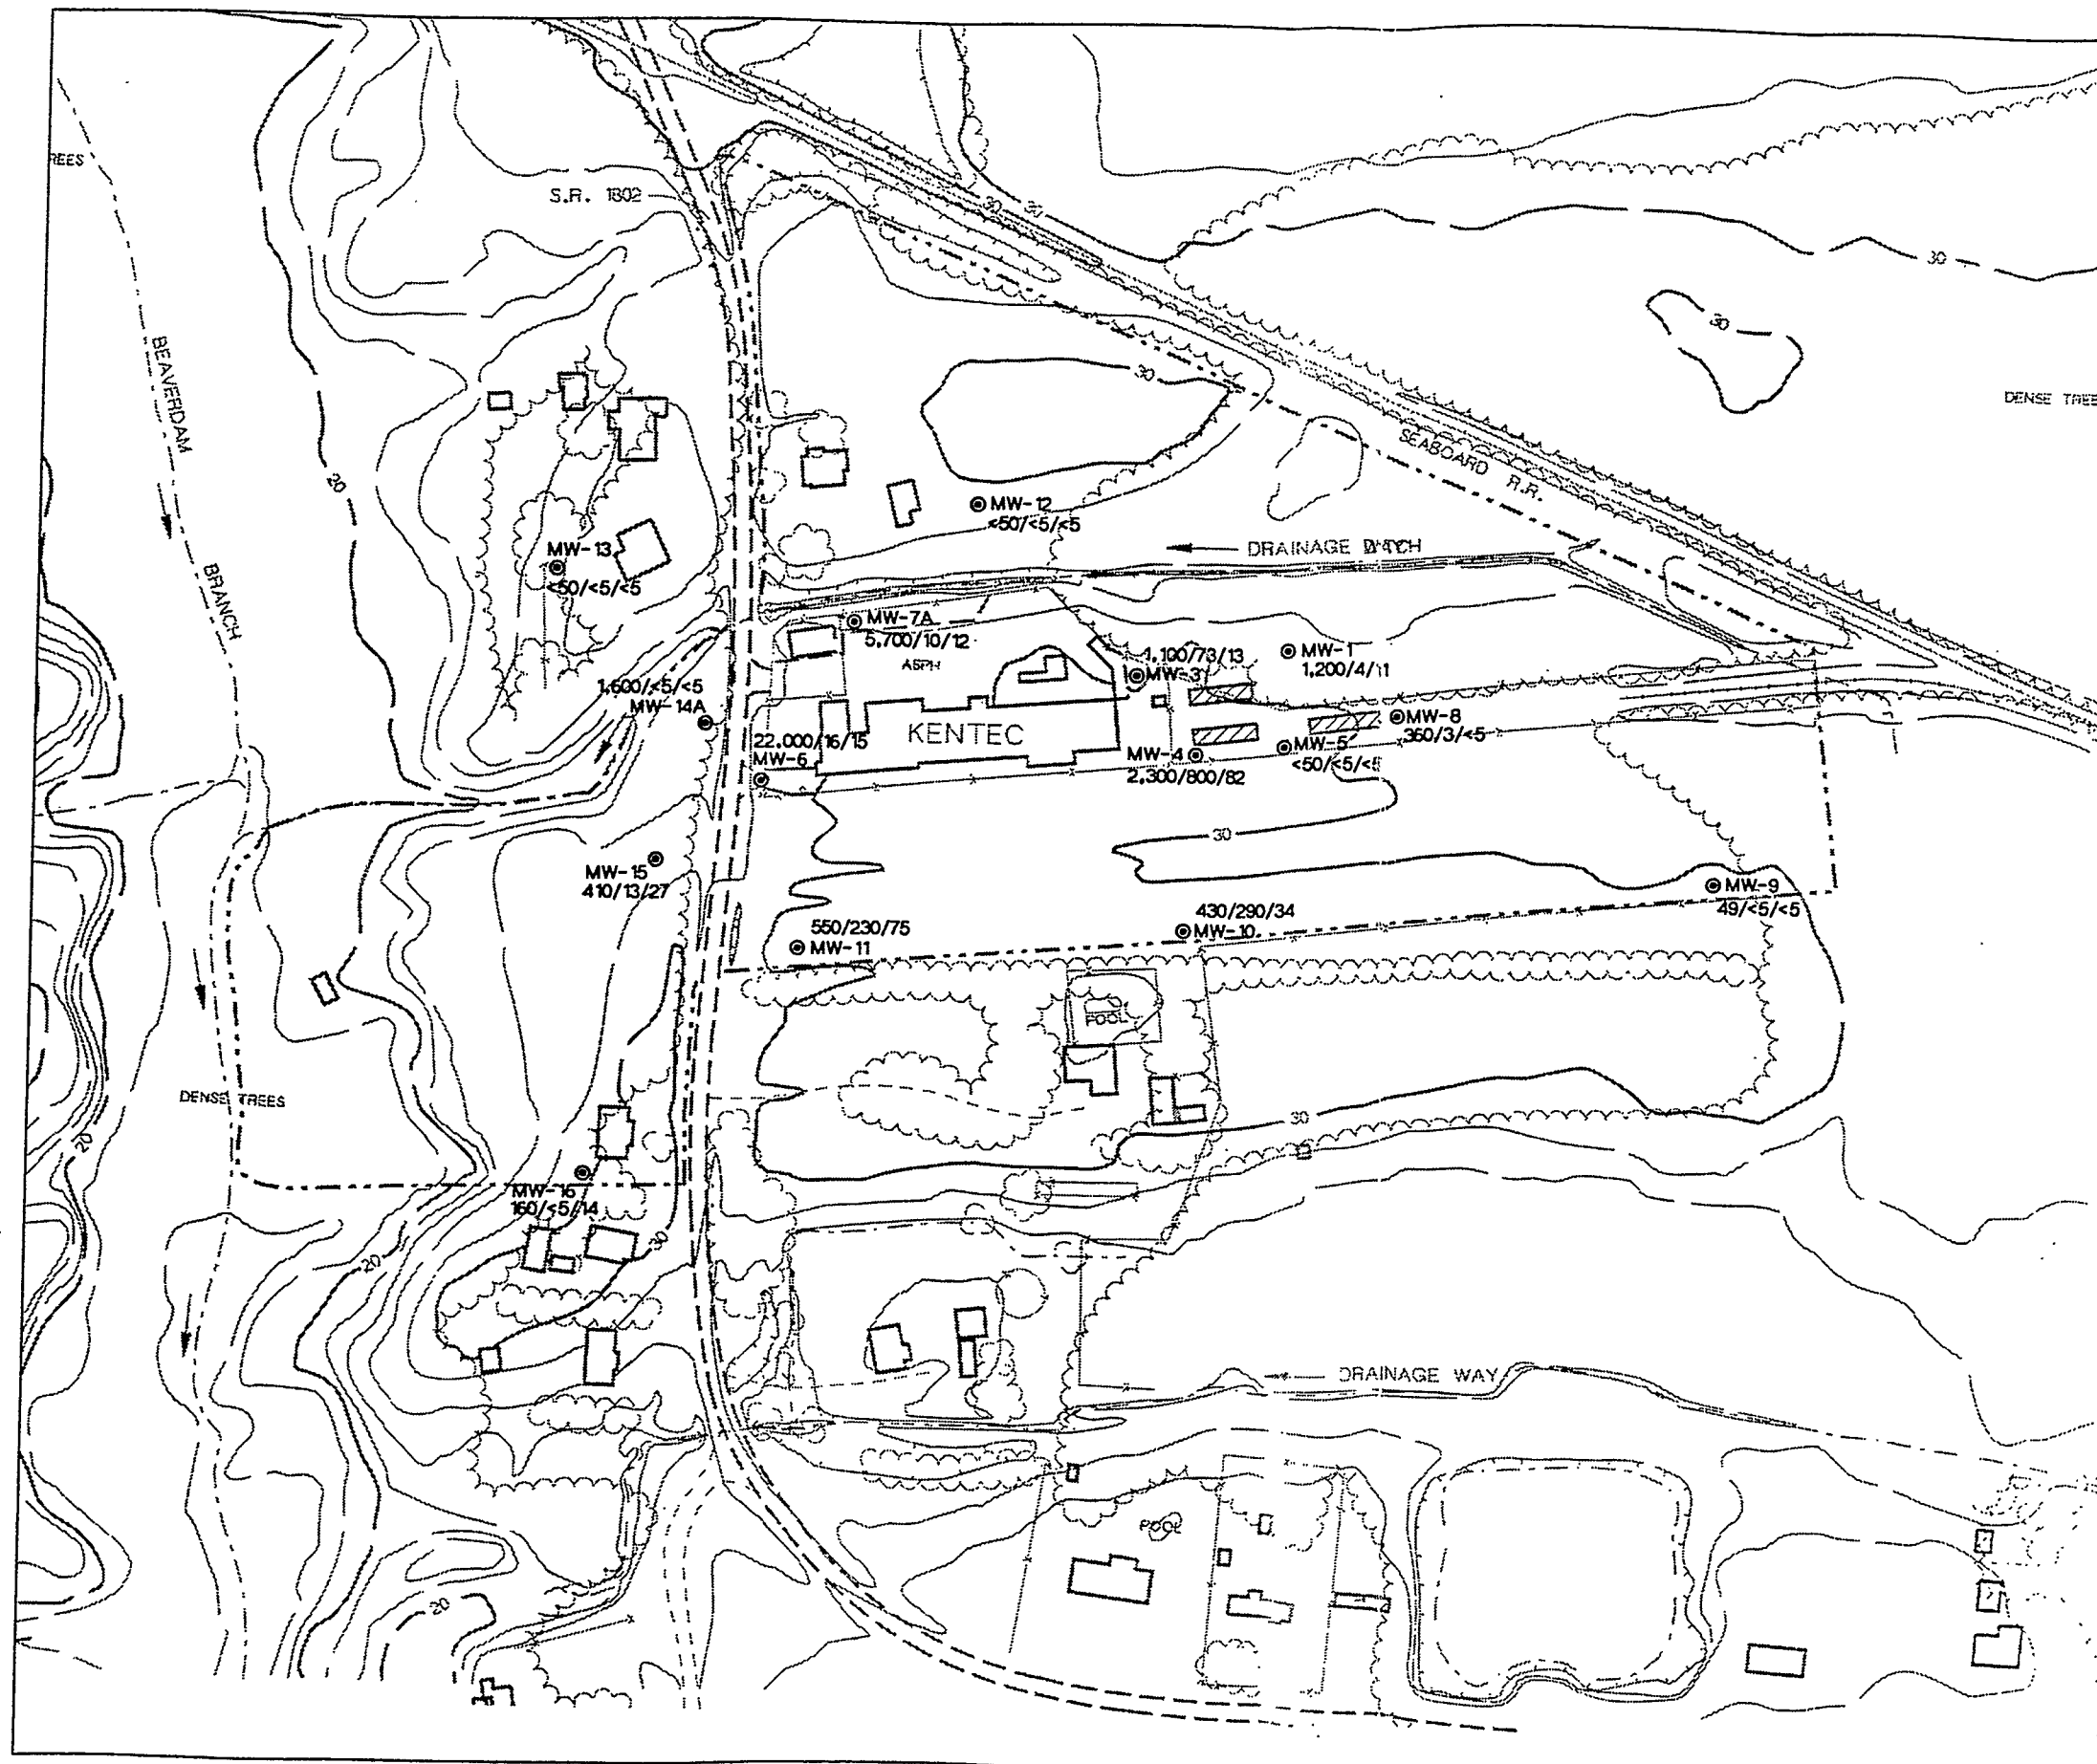 REES
S.R. 1802
30
30
30
30
BEAVERDAM
30
DENSE TREE
20
SEABOARD R.R.
MW-12
<50/<5/<5
MW-13
<50/<5/<5
DRAINAGE DITCH
BRANCH
MW-7A
5,700/10/12
ASPH
1,100/73/13
MW-3
MW-1
1,200/4/11
1,600/<5/<5
MW-14A
22,000/16/15
MW-6
KENTEC
MW-8
360/3/<5
MW-4
2,300/800/82
MW-5
<50/<5/<5
30
MW-15
410/13/27
MW-9
49/<5/<5
550/230/75
MW-11
430/290/34
MW-10
POOL
DENSE TREES
20
30
MW-16
160/<5/14
30
20
DRAINAGE WAY
POOL
20